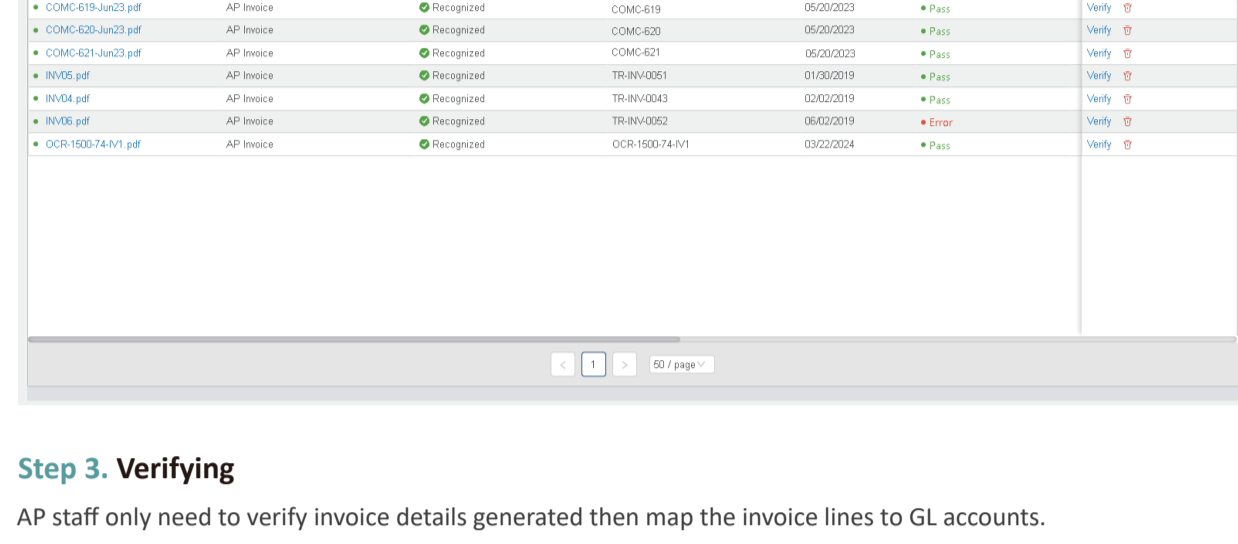 COMC-619-Jun23.pdf AP Invoice Recognized COMC-619 05/20/2023 Pass Verify
COMC-620-Jun23.pdf AP Invoice Recognized COMC-620 05/20/2023 Pass Verify
COMC-621-Jun23.pdf AP Invoice Recognized COMC-621 05/20/2023 Pass Verify
INV05.pdf AP Invoice Recognized TR-INV-0051 01/30/2019 Pass Verify
INV04.pdf AP Invoice Recognized TR-INV-0043 02/02/2019 Pass Verify
INV06.pdf AP Invoice Recognized TR-INV-0052 06/02/2019 Error Verify
OCR-1500-74-IV1.pdf AP Invoice Recognized OCR-1500-74-IV1 03/22/2024 Pass Verify
< 1 > 50 / page
Step 3. Verifying
AP staff only need to verify invoice details generated then map the invoice lines to GL accounts.